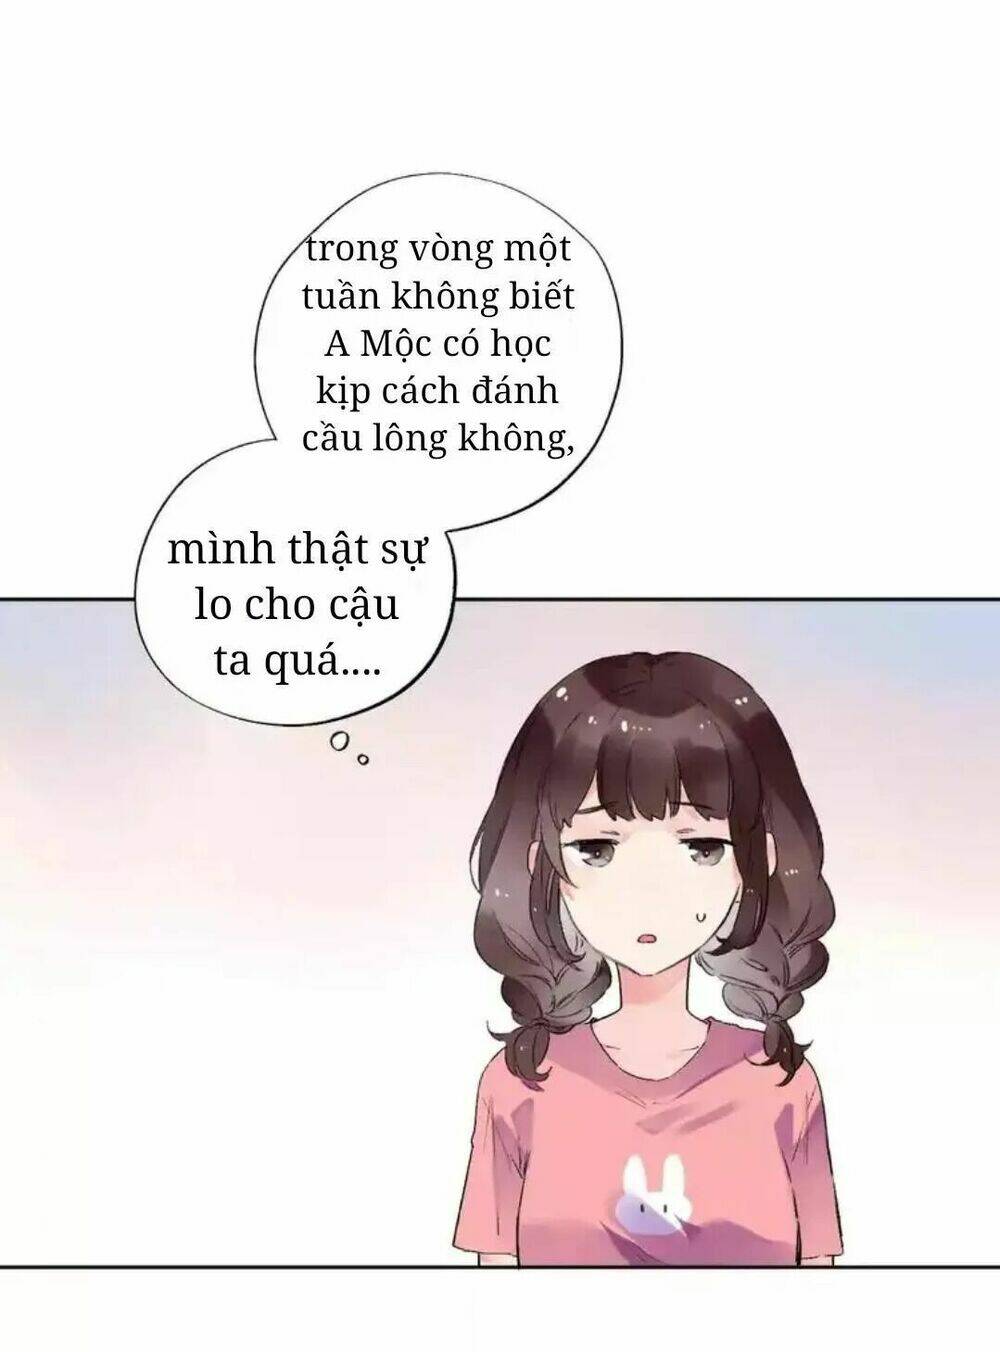 trong vòng một
tuần không biết
A Mộc có học
kịp cách đánh
cầu lông không,
mình thật sự
lo cho cậu
ta quá....